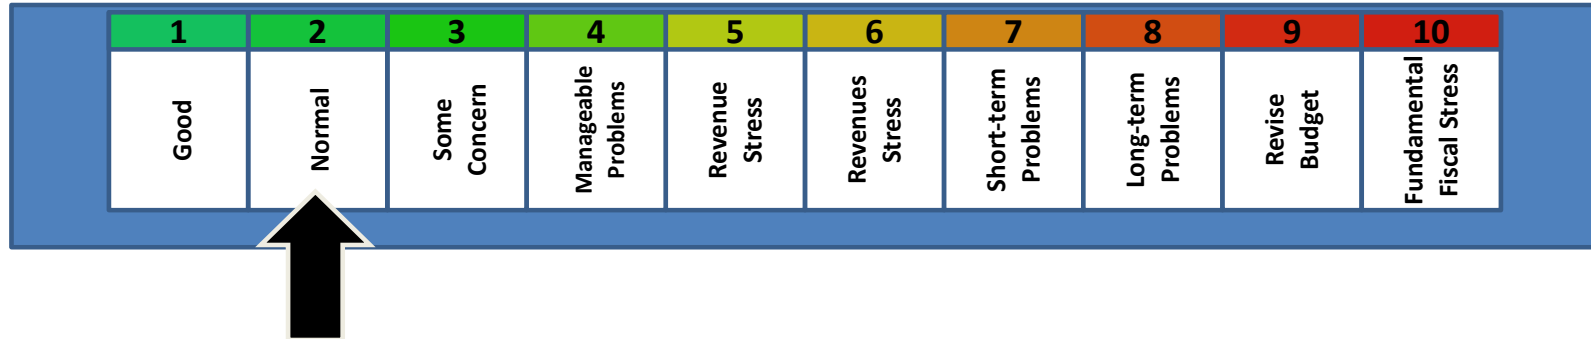 1 2 3 4 5 6 7 8 9 10
Good
Normal
Some
Concern
Manageable
Problems
Revenue
Stress
Revenues
Stress
Short-term
Problems
Long-term
Problems
Revise
Budget
Fundamental
Fiscal Stress